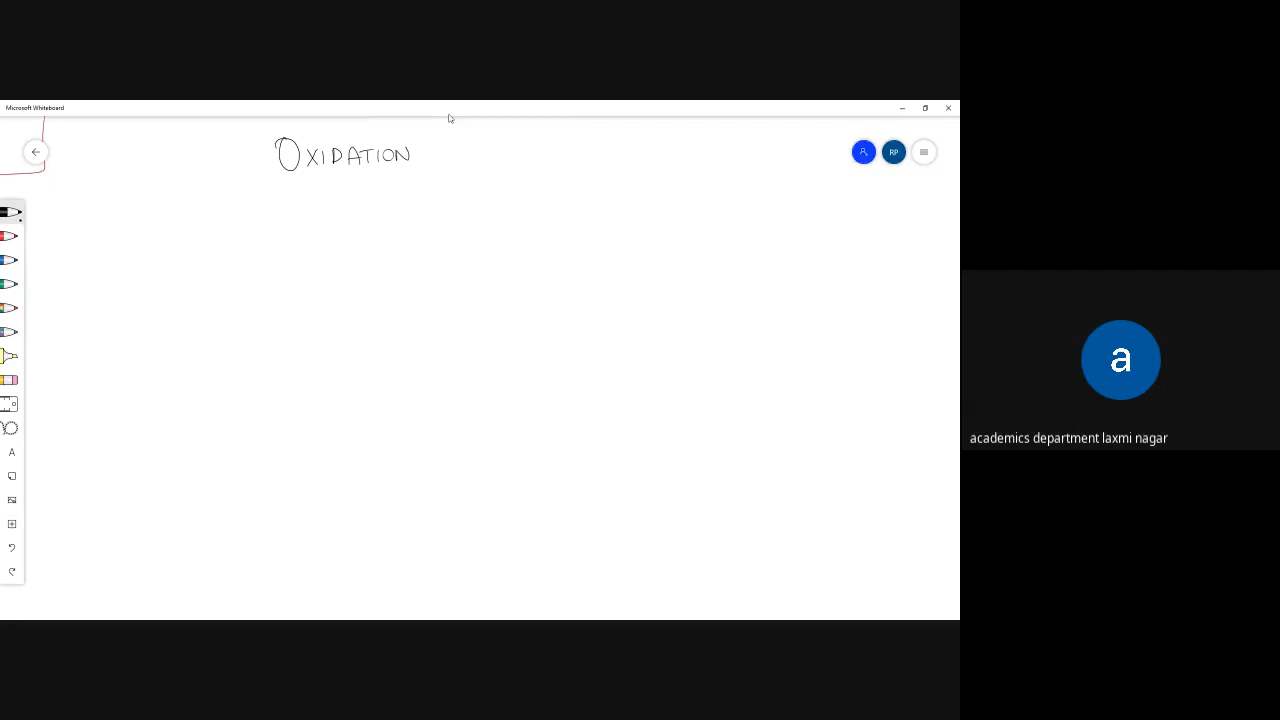 Microsoft Whiteboard
OXIDATION
RP
A
a
academics department laxmi nagar